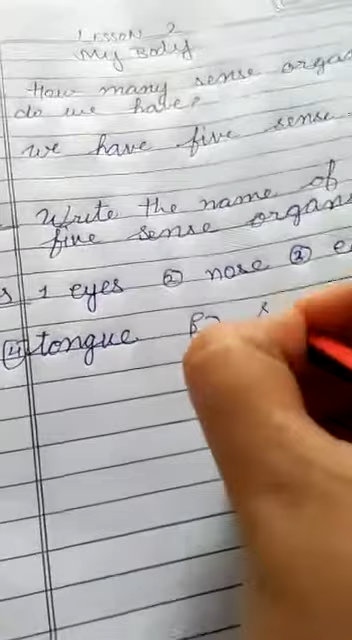 Lesson 2
My Body
How many sense
do we have?
we have five sense
Write the name of
five sense organs
1 eyes ② nose ③
④ tongue